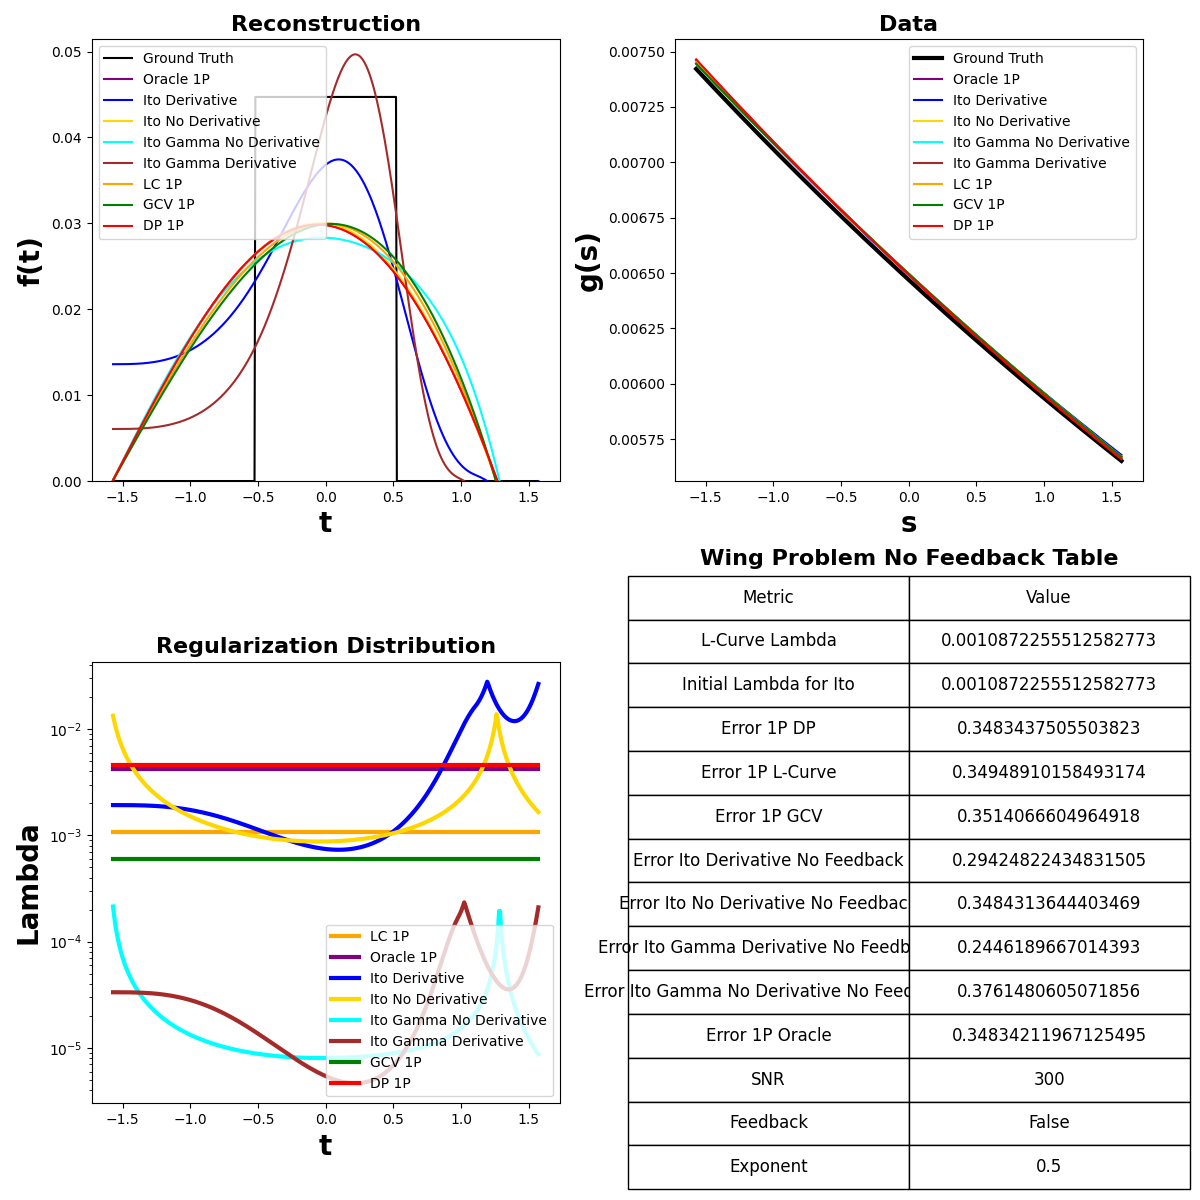 Reconstruction
0.05
0.04
0.03
0.02
0.01
0.00
f(t)
Ground Truth
Oracle 1P
Ito Derivative
Ito No Derivative
Ito Gamma No Derivative
Ito Gamma Derivative
LC 1P
GCV 1P
DP 1P
−1.5 −1.0 −0.5 0.0 0.5 1.0 1.5
t
Data
0.00750
0.00725
0.00700
0.00675
0.00650
0.00625
0.00600
0.00575
g(s)
Ground Truth
Oracle 1P
Ito Derivative
Ito No Derivative
Ito Gamma No Derivative
Ito Gamma Derivative
LC 1P
GCV 1P
DP 1P
−1.5 −1.0 −0.5 0.0 0.5 1.0 1.5
s
Regularization Distribution
10⁻²
10⁻³
10⁻⁴
10⁻⁵
Lambda
LC 1P
Oracle 1P
Ito Derivative
Ito No Derivative
Ito Gamma No Derivative
Ito Gamma Derivative
GCV 1P
DP 1P
−1.5 −1.0 −0.5 0.0 0.5 1.0 1.5
t
Wing Problem No Feedback Table
Metric Value
L-Curve Lambda 0.0010872255512582773
Initial Lambda for Ito 0.0010872255512582773
Error 1P DP 0.3483437505503823
Error 1P L-Curve 0.34948910158493174
Error 1P GCV 0.3514066604964918
Error Ito Derivative No Feedback 0.29424822434831505
Error Ito No Derivative No Feedbac 0.3484313644403469
Error Ito Gamma Derivative No Feedb 0.2446189667014393
Error Ito Gamma No Derivative No Feed 0.3761480605071856
Error 1P Oracle 0.34834211967125495
SNR 300
Feedback False
Exponent 0.5